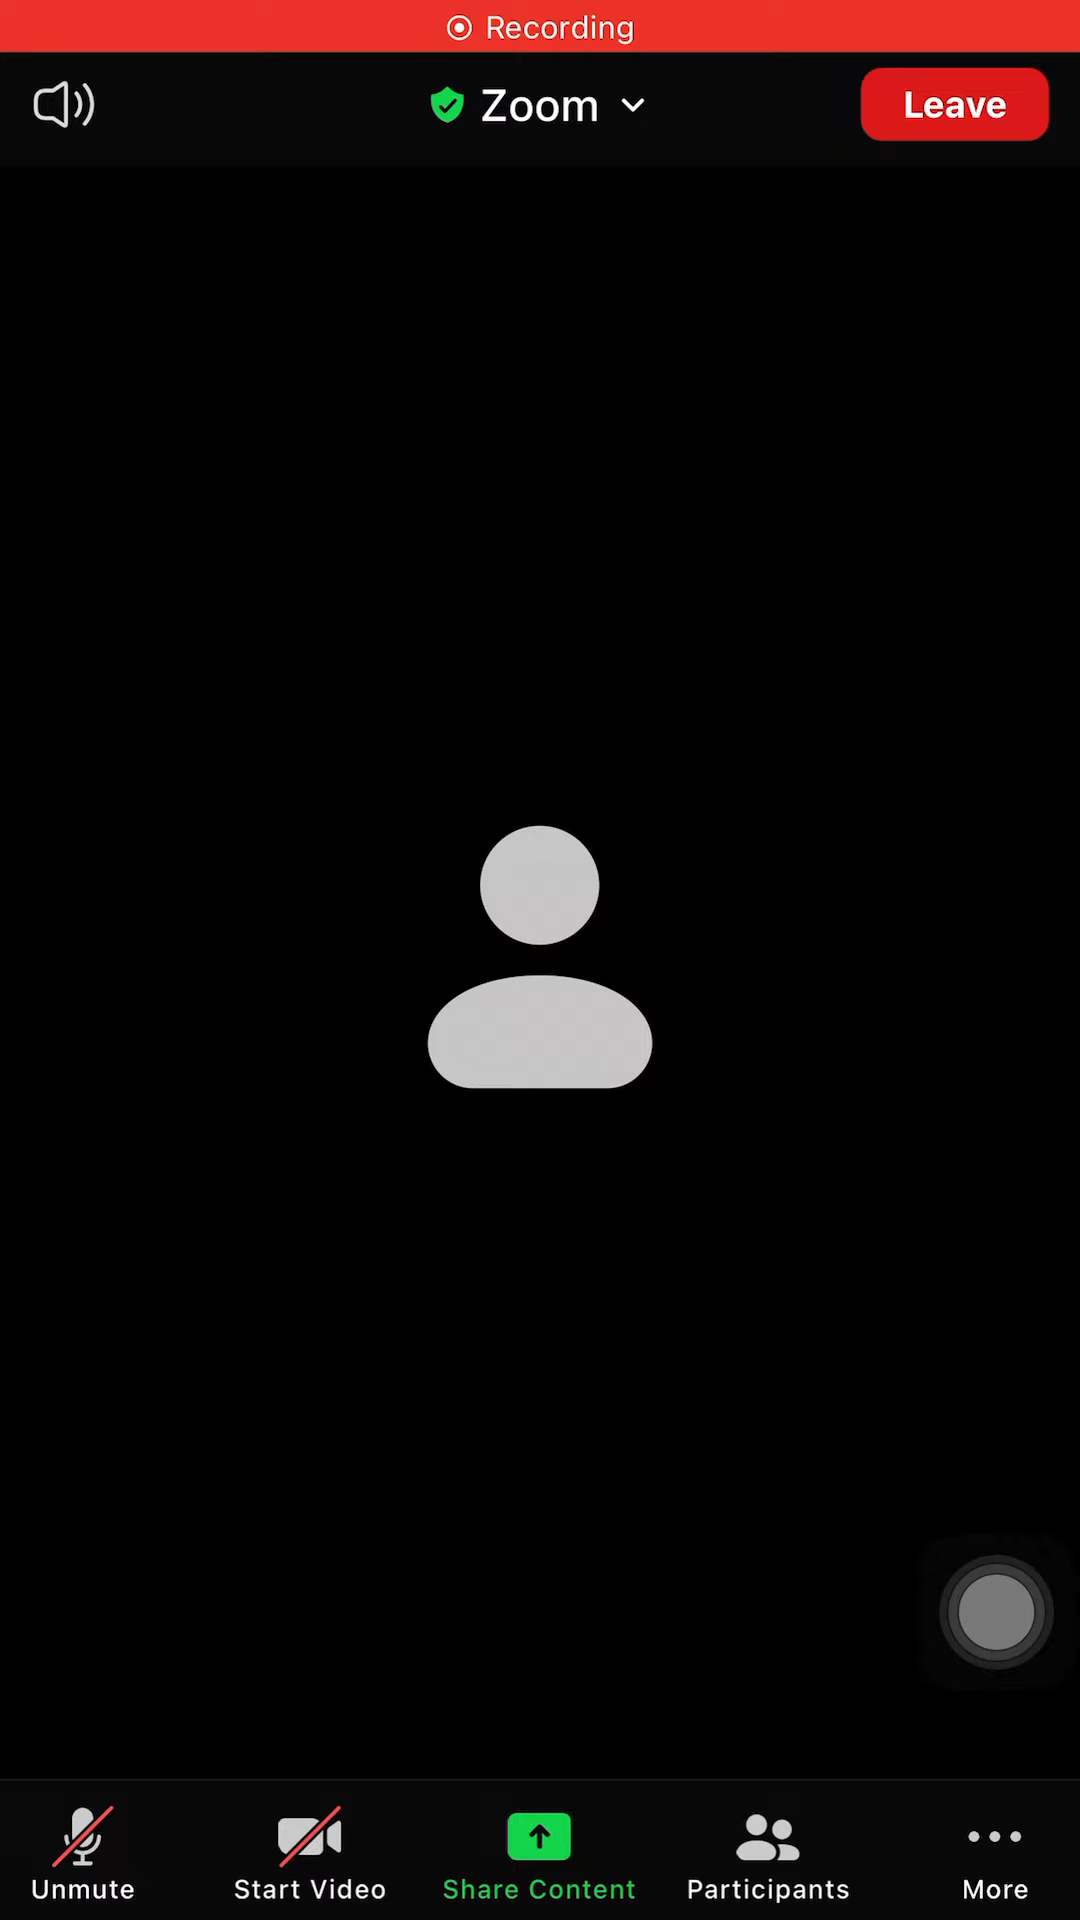 Recording
Zoom
Leave
Unmute
Start Video
Share Content
Participants
More